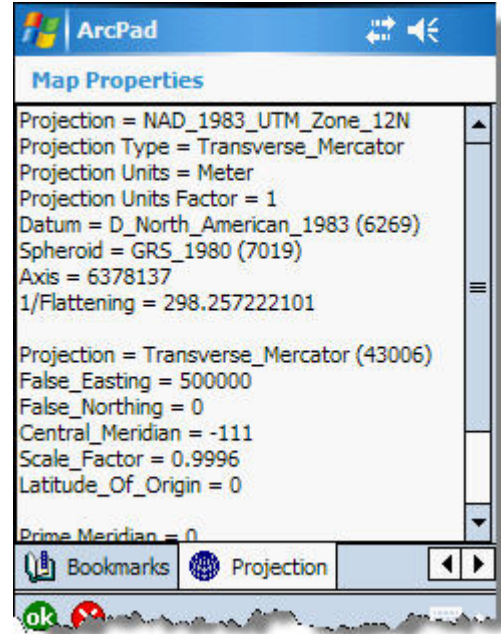 ArcPad
Map Properties
Projection = NAD_1983_UTM_Zone_12N
Projection Type = Transverse_Mercator
Projection Units = Meter
Projection Units Factor = 1
Datum = D_North_American_1983 (6269)
Spheroid = GRS_1980 (7019)
Axis = 6378137
1/Flattening = 298.257222101
Projection = Transverse_Mercator (43006)
False_Easting = 500000
False_Northing = 0
Central_Meridian = -111
Scale_Factor = 0.9996
Latitude_Of_Origin = 0
Prime Meridian = 0
Bookmarks Projection
ok